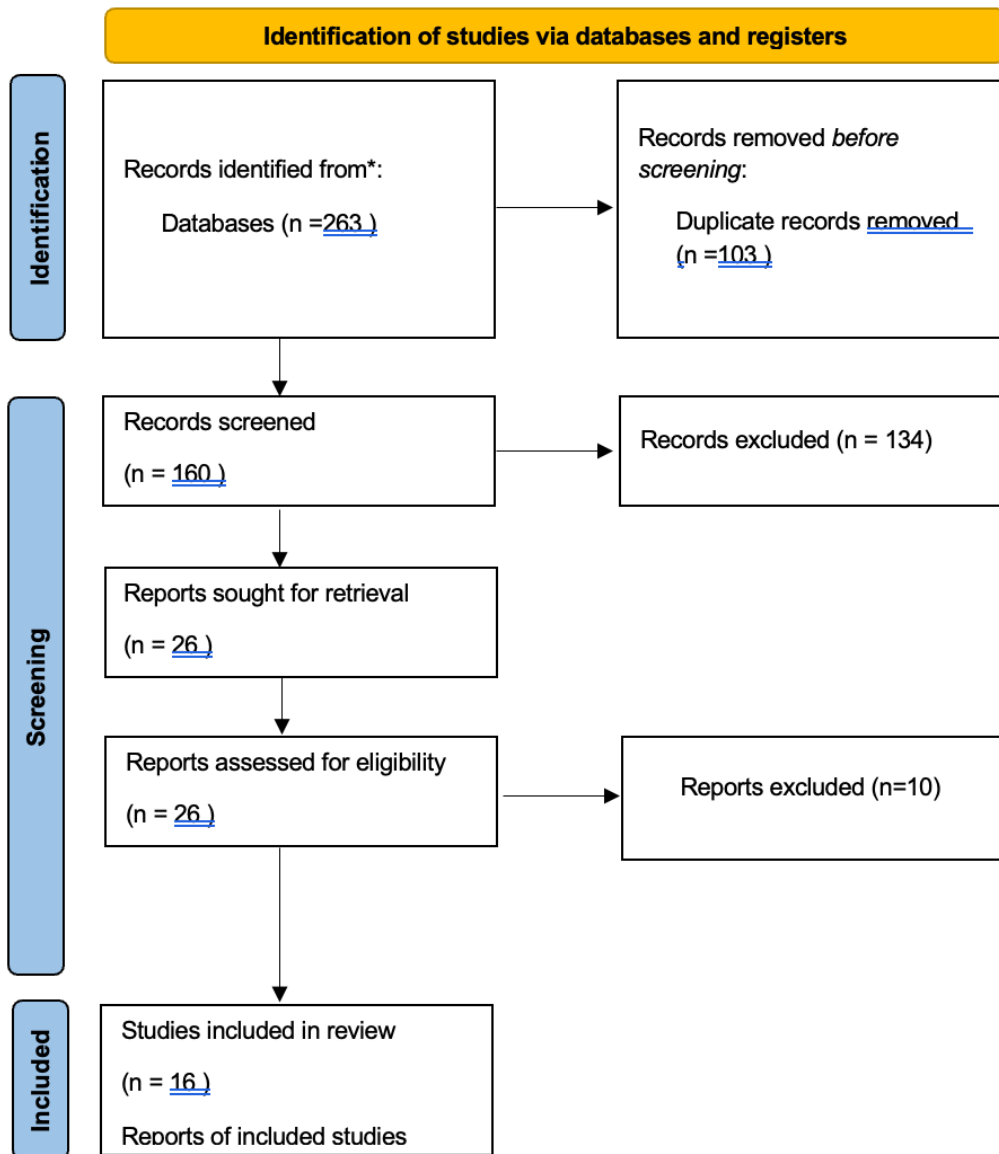 Identification of studies via databases and registers
Identification
Records identified from*:
Databases (n =263 )
Records removed before
screening:
Duplicate records removed
(n =103 )
Screening
Records screened
(n = 160 )
Records excluded (n = 134)
Reports sought for retrieval
(n = 26 )
Reports assessed for eligibility
(n = 26 )
Reports excluded (n=10)
Included
Studies included in review
(n = 16 )
Reports of included studies